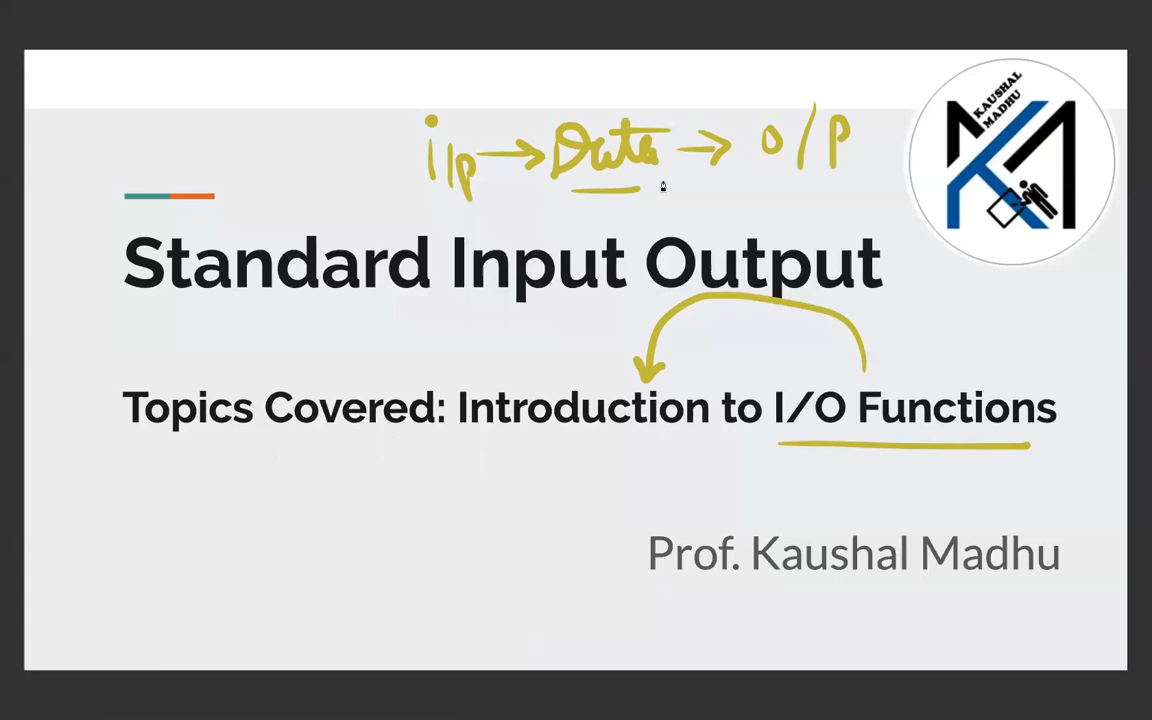 KAUSHAL
MADHU
i/p → Data → O/P
Standard Input Output
Topics Covered: Introduction to I/O Functions
Prof. Kaushal Madhu